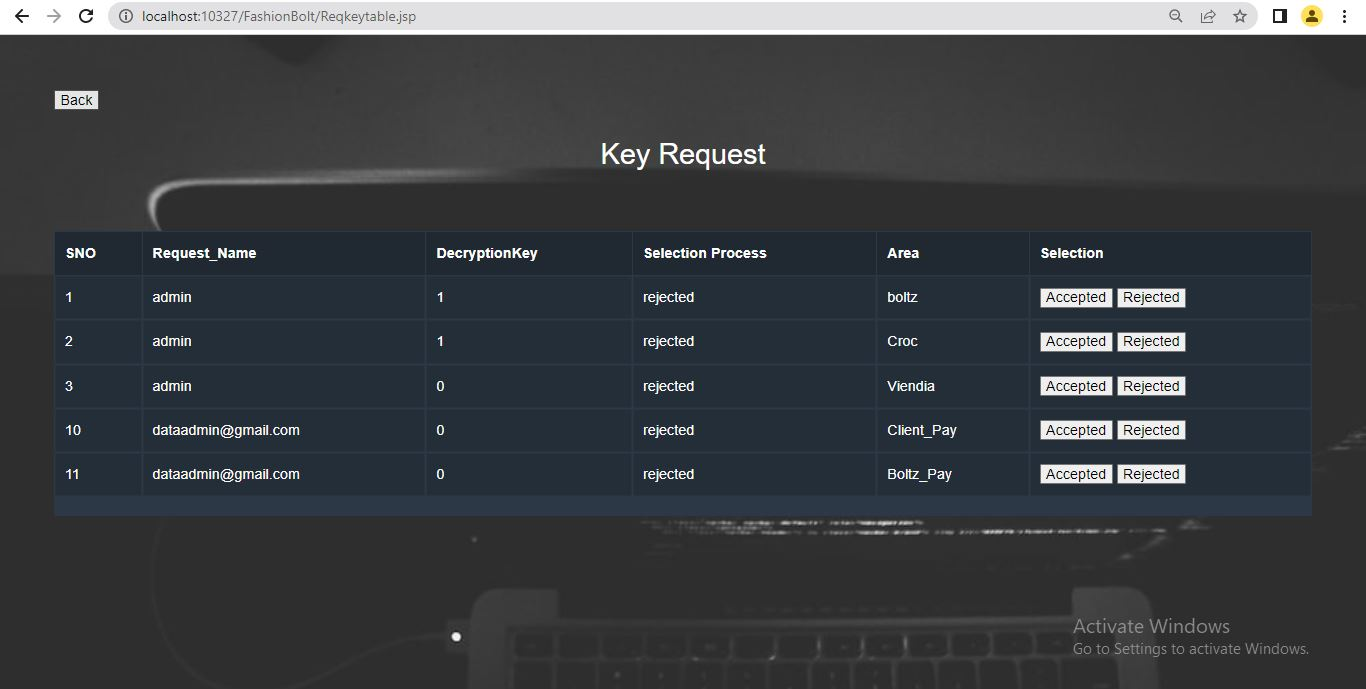 localhost:10327/FashionBolt/Reqkeytable.jsp
Back
Key Request
SNO Request_Name DecryptionKey Selection Process Area Selection
1 admin 1 rejected boltz Accepted Rejected
2 admin 1 rejected Croc Accepted Rejected
3 admin 0 rejected Viendia Accepted Rejected
10 dataadmin@gmail.com 0 rejected Client_Pay Accepted Rejected
11 dataadmin@gmail.com 0 rejected Boltz_Pay Accepted Rejected
Activate Windows
Go to Settings to activate Windows.